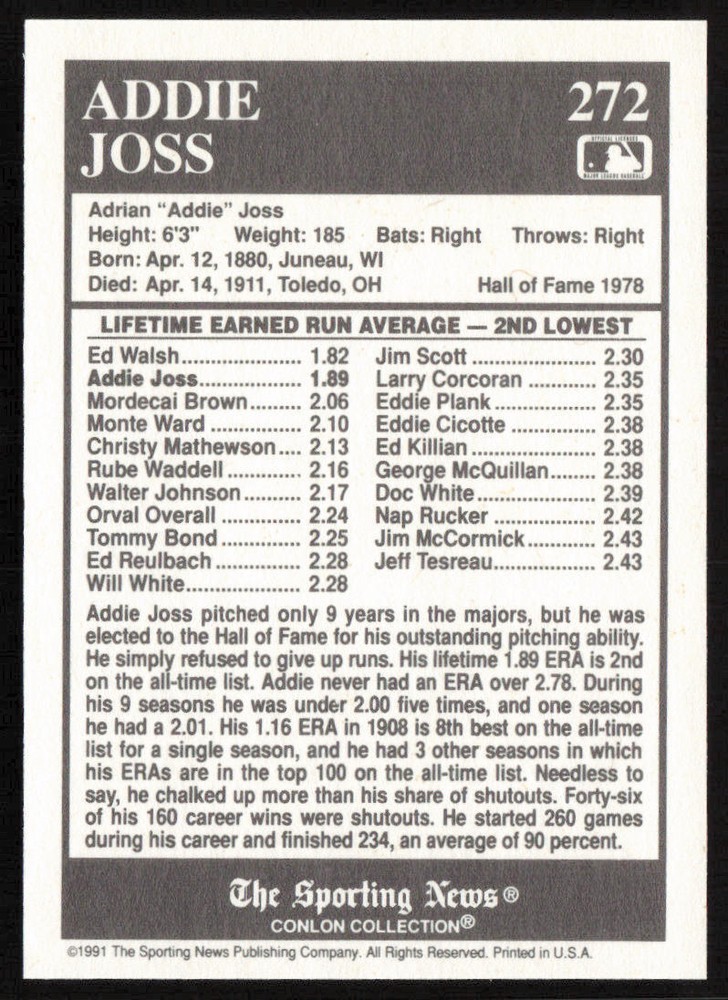 ADDIE
JOSS
272
OFFICIAL LICENSEE
MAJOR LEAGUE BASEBALL
Adrian “Addie” Joss
Height: 6'3" Weight: 185 Bats: Right Throws: Right
Born: Apr. 12, 1880, Juneau, WI
Died: Apr. 14, 1911, Toledo, OH Hall of Fame 1978
LIFETIME EARNED RUN AVERAGE — 2ND LOWEST
Ed Walsh..................... 1.82
Addie Joss.................. 1.89
Mordecai Brown......... 2.06
Monte Ward ................ 2.10
Christy Mathewson.... 2.13
Rube Waddell ............. 2.16
Walter Johnson .......... 2.17
Orval Overall .............. 2.24
Tommy Bond .............. 2.25
Ed Reulbach ............... 2.28
Will White.................... 2.28
Jim Scott ...................... 2.30
Larry Corcoran ............ 2.35
Eddie Plank.................. 2.35
Eddie Cicotte ............... 2.38
Ed Killian ...................... 2.38
George McQuillan....... 2.38
Doc White ..................... 2.39
Nap Rucker .................. 2.42
Jim McCormick............ 2.43
Jeff Tesreau.................. 2.43
Addie Joss pitched only 9 years in the majors, but he was
elected to the Hall of Fame for his outstanding pitching ability.
He simply refused to give up runs. His lifetime 1.89 ERA is 2nd
on the all-time list. Addie never had an ERA over 2.78. During
his 9 seasons he was under 2.00 five times, and one season
he had a 2.01. His 1.16 ERA in 1908 is 8th best on the all-time
list for a single season, and he had 3 other seasons in which
his ERAs are in the top 100 on the all-time list. Needless to
say, he chalked up more than his share of shutouts. Forty-six
of his 160 career wins were shutouts. He started 260 games
during his career and finished 234, an average of 90 percent.
The Sporting News®
CONLON COLLECTION®
©1991 The Sporting News Publishing Company. All Rights Reserved. Printed in U.S.A.